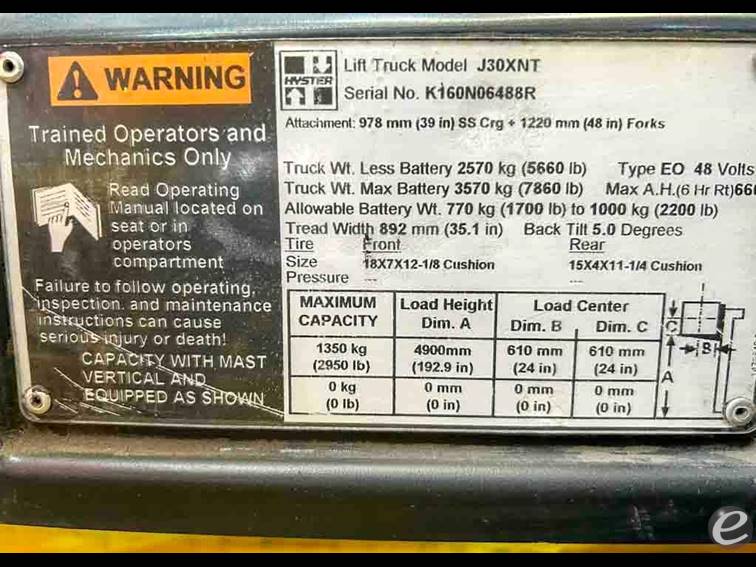 WARNING
Trained Operators and
Mechanics Only
Read Operating
Manual located on
seat or in
operators
compartment
Failure to follow operating,
inspection, and maintenance
instructions can cause
serious injury or death!
CAPACITY WITH MAST
VERTICAL AND
EQUIPPED AS SHOWN
HYSTER
Lift Truck Model J30XNT
Serial No. K160N06488R
Attachment: 978 mm (39 in) SS Crg + 1220 mm (48 in) Forks
Truck Wt. Less Battery 2570 kg (5660 lb) Type EO 48 Volts
Truck Wt. Max Battery 3570 kg (7860 lb) Max A.H.(6 Hr Rt)
Allowable Battery Wt. 770 kg (1700 lb) to 1000 kg (2200 lb)
Tread Width 892 mm (35.1 in) Back Tilt 5.0 Degrees
Tire Front Rear
Size 18X7X12-1/8 Cushion 15X4X11-1/4 Cushion
Pressure --- ---
MAXIMUM CAPACITY Load Height Dim. A Load Center Dim. B Dim. C
1350 kg 4900mm 610 mm 610 mm
(2950 lb) (192.9 in) (24 in) (24 in)
0 kg 0 mm 0 mm 0 mm
(0 lb) (0 in) (0 in) (0 in)
C
B
A
e